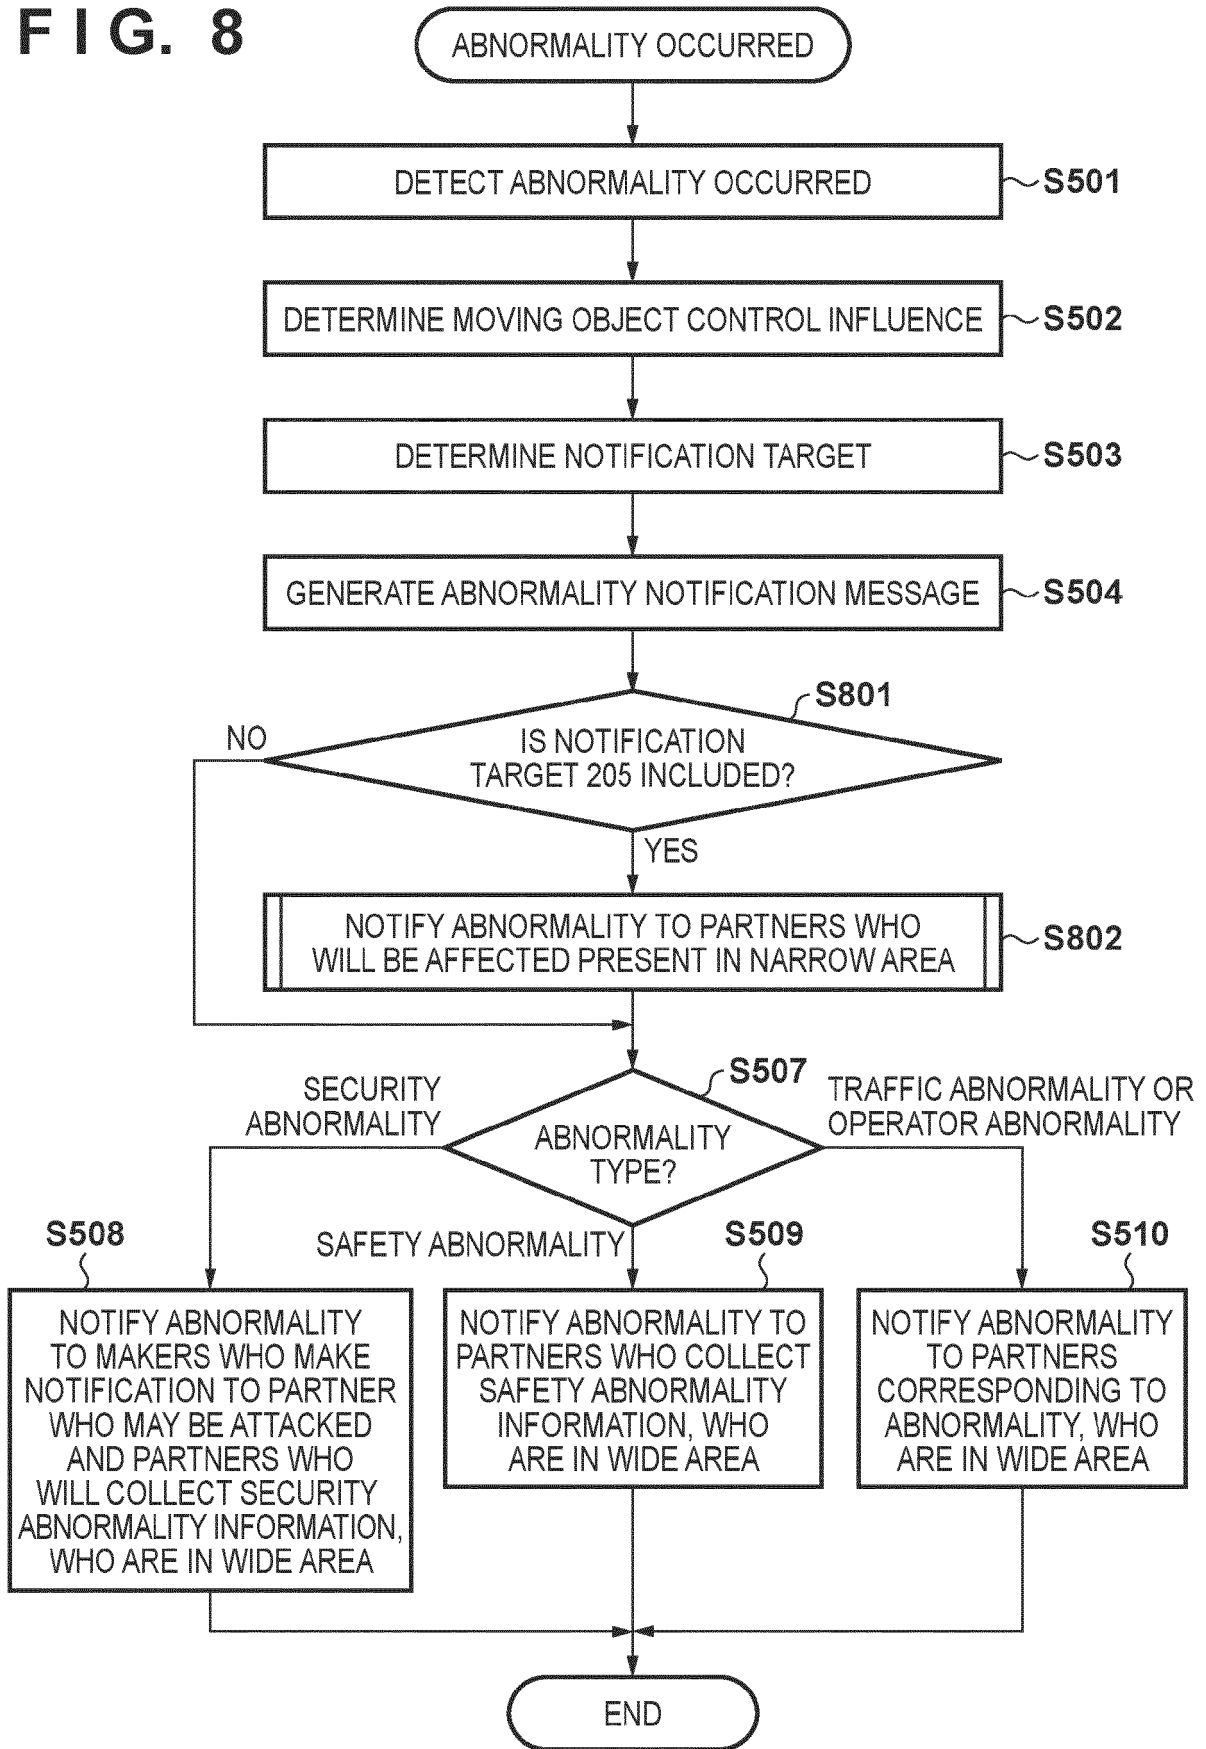 FIG. 8
ABNORMALITY OCCURRED
DETECT ABNORMALITY OCCURRED
S501
DETERMINE MOVING OBJECT CONTROL INFLUENCE
S502
DETERMINE NOTIFICATION TARGET
S503
GENERATE ABNORMALITY NOTIFICATION MESSAGE
S504
S801
NO
IS NOTIFICATION
TARGET 205 INCLUDED?
YES
NOTIFY ABNORMALITY TO PARTNERS WHO
WILL BE AFFECTED PRESENT IN NARROW AREA
S802
S507
SECURITY
ABNORMALITY
ABNORMALITY
TYPE?
TRAFFIC ABNORMALITY OR
OPERATOR ABNORMALITY
SAFETY ABNORMALITY
S508
NOTIFY ABNORMALITY
TO MAKERS WHO MAKE
NOTIFICATION TO PARTNER
WHO MAY BE ATTACKED
AND PARTNERS WHO
WILL COLLECT SECURITY
ABNORMALITY INFORMATION,
WHO ARE IN WIDE AREA
S509
NOTIFY ABNORMALITY TO
PARTNERS WHO COLLECT
SAFETY ABNORMALITY
INFORMATION, WHO
ARE IN WIDE AREA
S510
NOTIFY ABNORMALITY
TO PARTNERS
CORRESPONDING TO
ABNORMALITY, WHO
ARE IN WIDE AREA
END